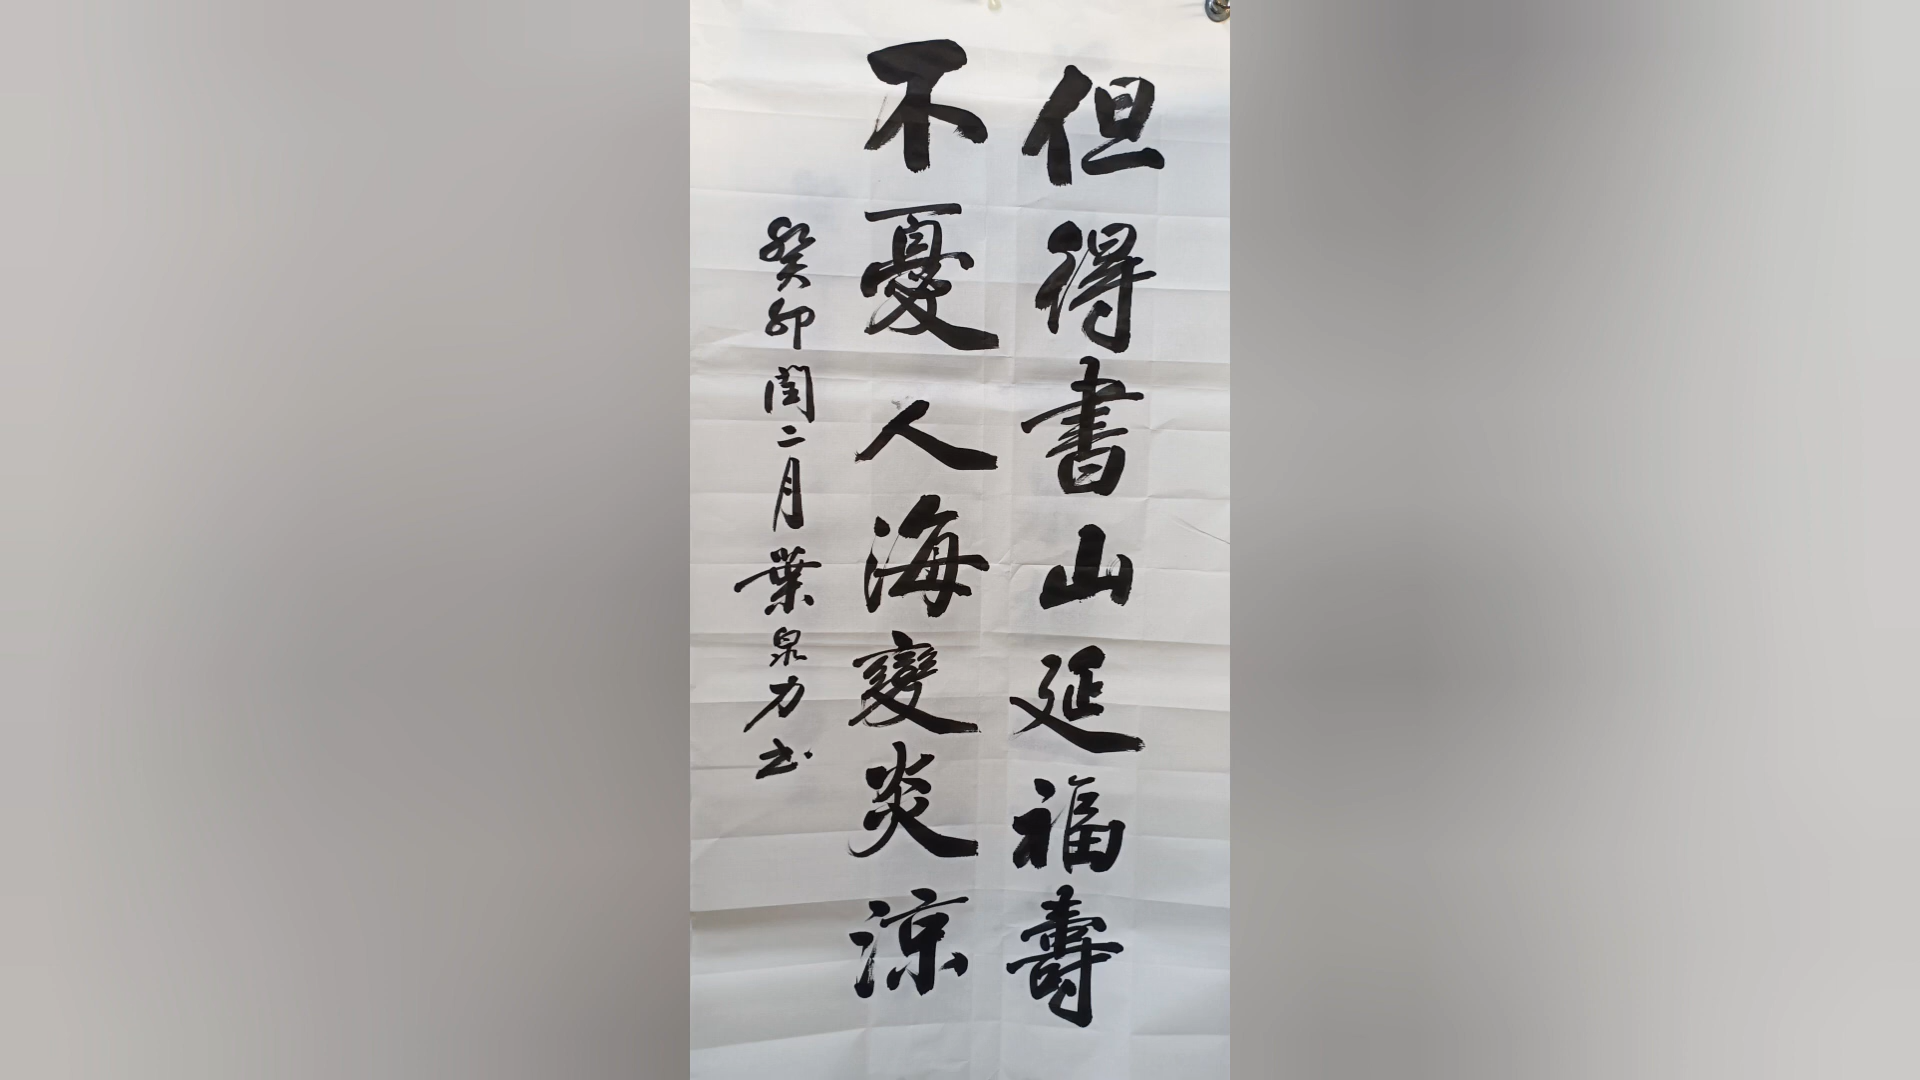 但得書山延福壽
不憂人海變炎涼
癸卯閏二月葉泉力书